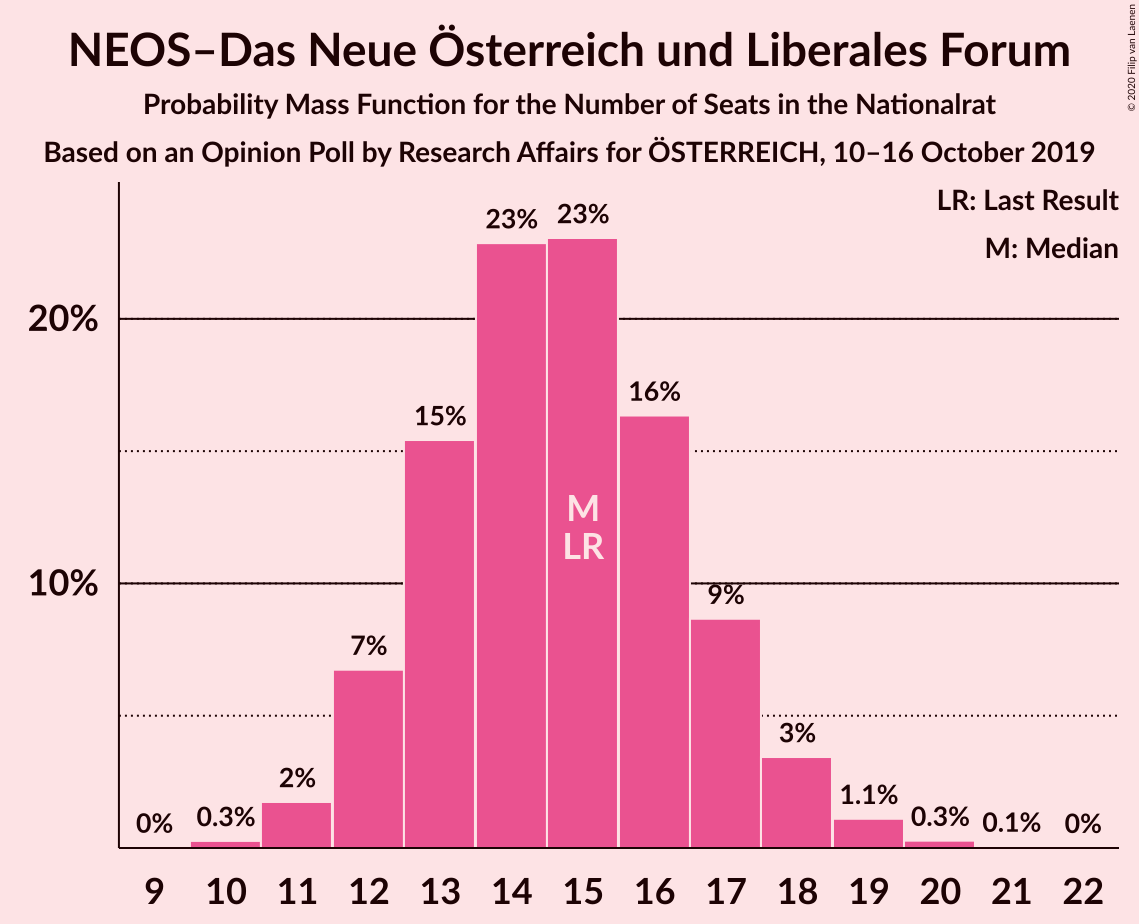 NEOS–Das Neue Österreich und Liberales Forum
Probability Mass Function for the Number of Seats in the Nationalrat
Based on an Opinion Poll by Research Affairs for ÖSTERREICH, 10–16 October 2019
© 2020 Filip van Laenen
LR: Last Result
M: Median
20%
10%
0%
0.3%
2%
7%
15%
23%
23%
16%
9%
3%
1.1%
0.3%
0.1%
0%
M
LR
9 10 11 12 13 14 15 16 17 18 19 20 21 22